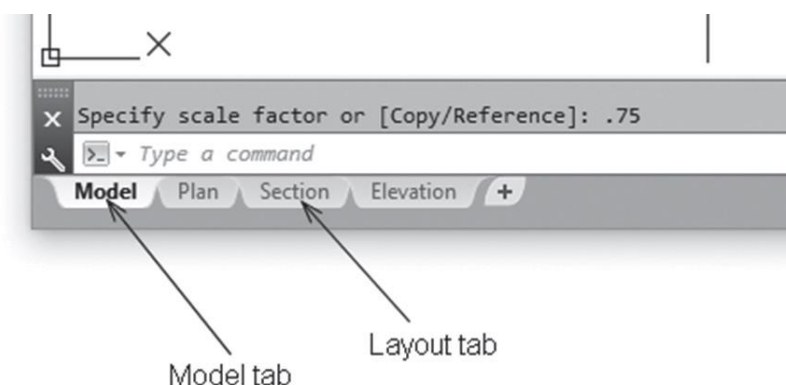 X
Specify scale factor or [Copy/Reference]: .75
Type a command
Model Plan Section Elevation +
Layout tab
Model tab